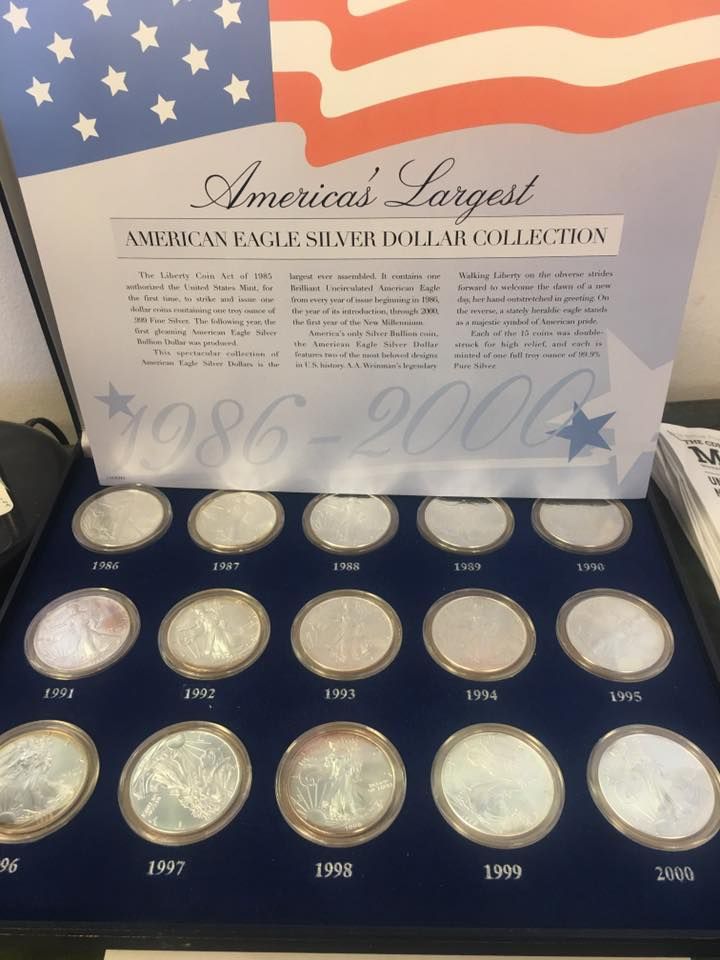 America's Largest
AMERICAN EAGLE SILVER DOLLAR COLLECTION
The Liberty Coin Act of 1985
authorized the United States Mint, for
the first time, to strike and issue one
dollar coins containing one troy ounce of
.999 Fine Silver. The following year, the
first gleaming American Eagle Silver
Bullion Dollar was produced.
This spectacular collection of
American Eagle Silver Dollars is the
largest ever assembled. It contains one
Brilliant Uncirculated American Eagle
from every year of issue beginning in 1986,
the year of its introduction, through 2000,
the first year of the New Millennium.
America's only Silver Bullion coin,
the American Eagle Silver Dollar
features two of the most beloved designs
in U.S. history. A.A. Weinman's legendary
Walking Liberty on the obverse strides
forward to welcome the dawn of a new
day, her hand outstretched in greeting. On
the reverse, a stately heraldic eagle stands
as a majestic symbol of American pride.
Each of the 15 coins was double-
struck for high relief, and each is
minted of one full troy ounce of 99.9%
Pure Silver.
1986-2000
THE
M
UN
1986 1987 1988 1989 1990
1991 1992 1993 1994 1995
96 1997 1998 1999 2000